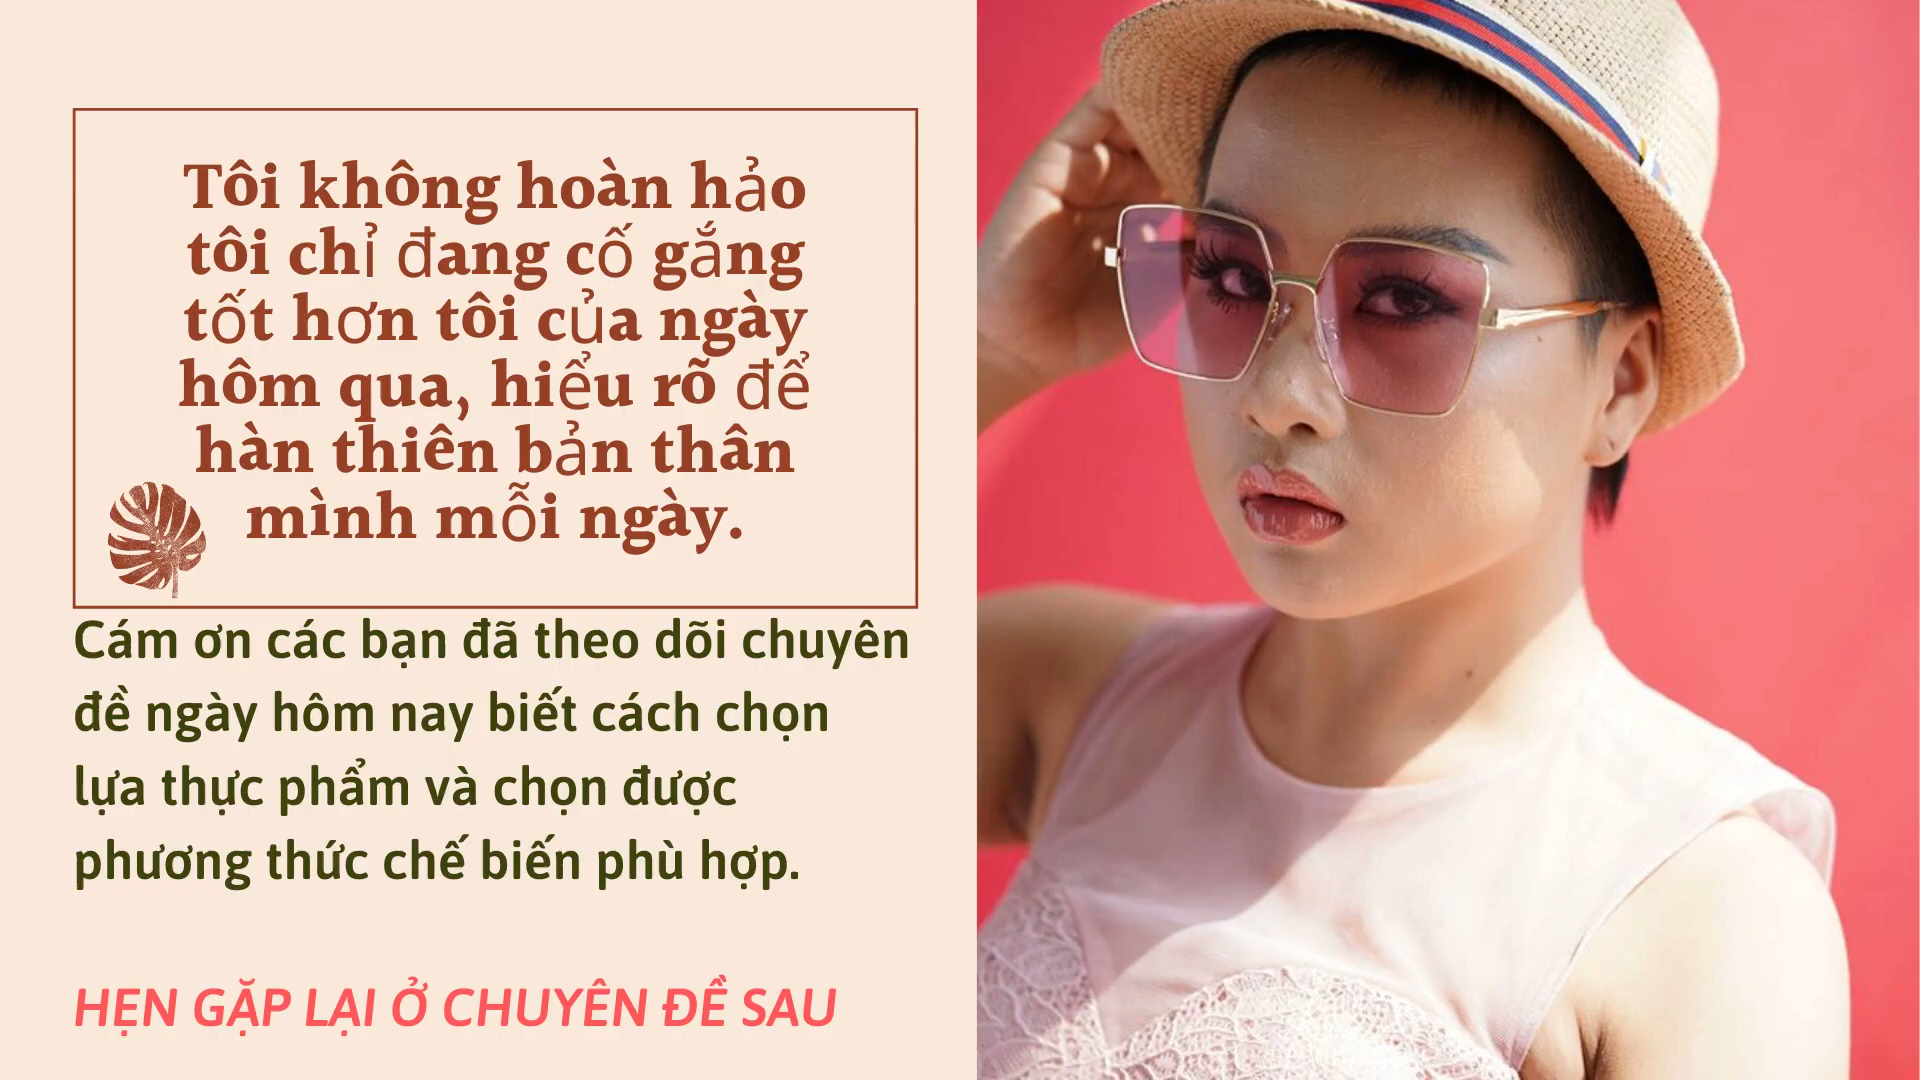 Tôi không hoàn hảo
tôi chỉ đang cố gắng
tốt hơn tôi của ngày
hôm qua, hiểu rõ để
hàn thiên bản thân
mình mỗi ngày.
Cám ơn các bạn đã theo dõi chuyên
đề ngày hôm nay biết cách chọn
lựa thực phẩm và chọn được
phương thức chế biến phù hợp.
HẸN GẶP LẠI Ở CHUYÊN ĐỀ SAU